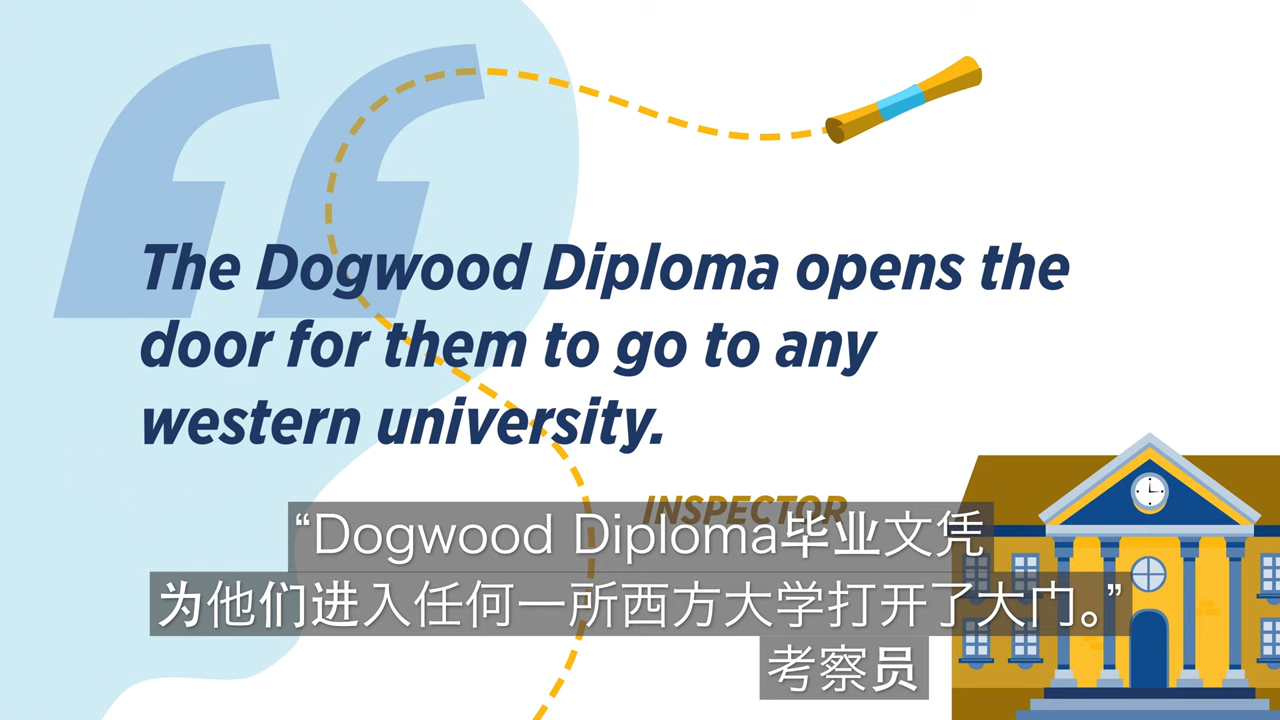 The Dogwood Diploma opens the
door for them to go to any
western university.
INSPECTOR
“Dogwood Diploma毕业文凭
为他们进入任何一所西方大学打开了大门。”
考察员